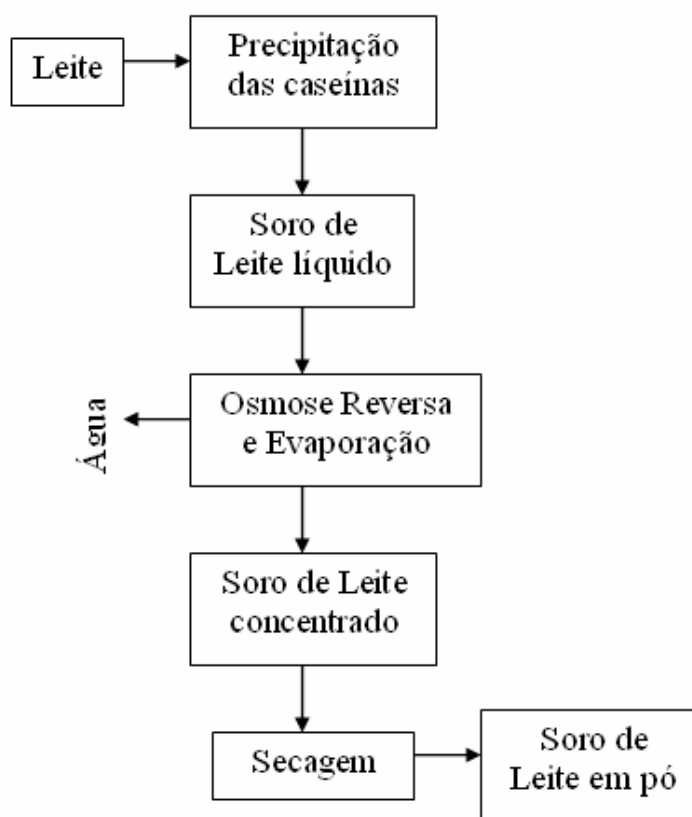 Leite
Precipitação
das caseínas
Soro de
Leite líquido
Água
Osmose Reversa
e Evaporação
Soro de Leite
concentrado
Secagem
Soro de
Leite em pó